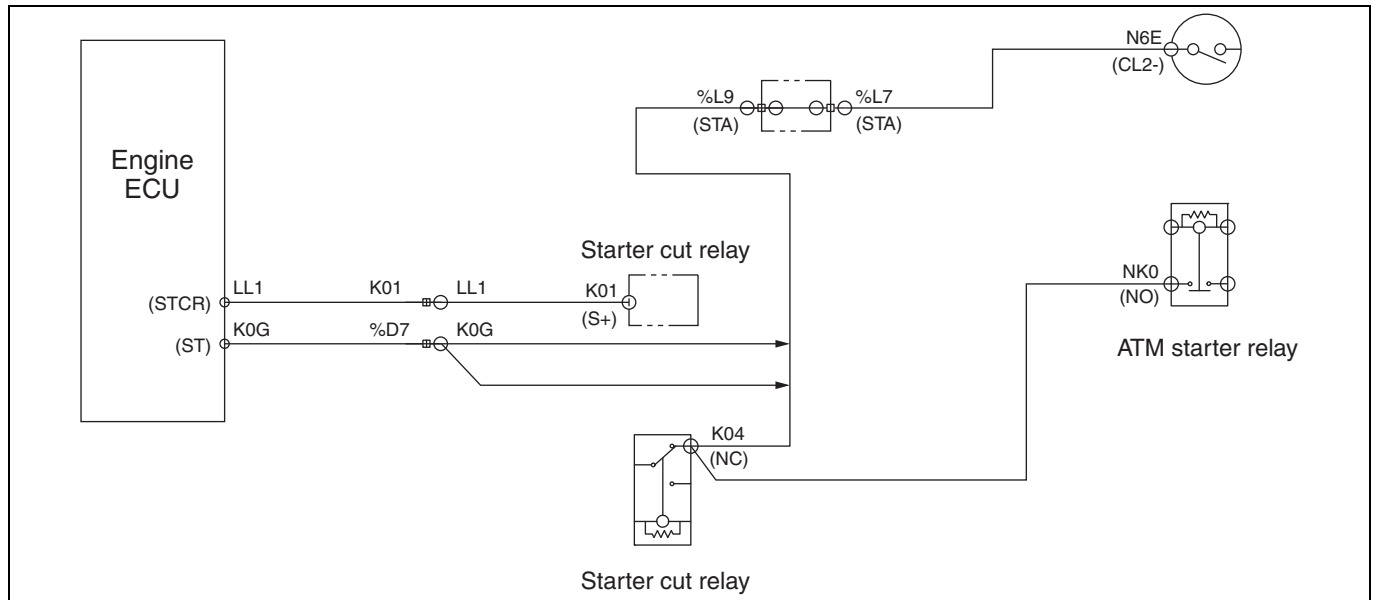 N6E
(CL2-)
%L9
%L7
(STA)
(STA)
Engine
ECU
Starter cut relay
(STCR)
LL1
K01
LL1
K01
(S+)
NK0
(NO)
(ST)
K0G
%D7
K0G
ATM starter relay
K04
(NC)
Starter cut relay